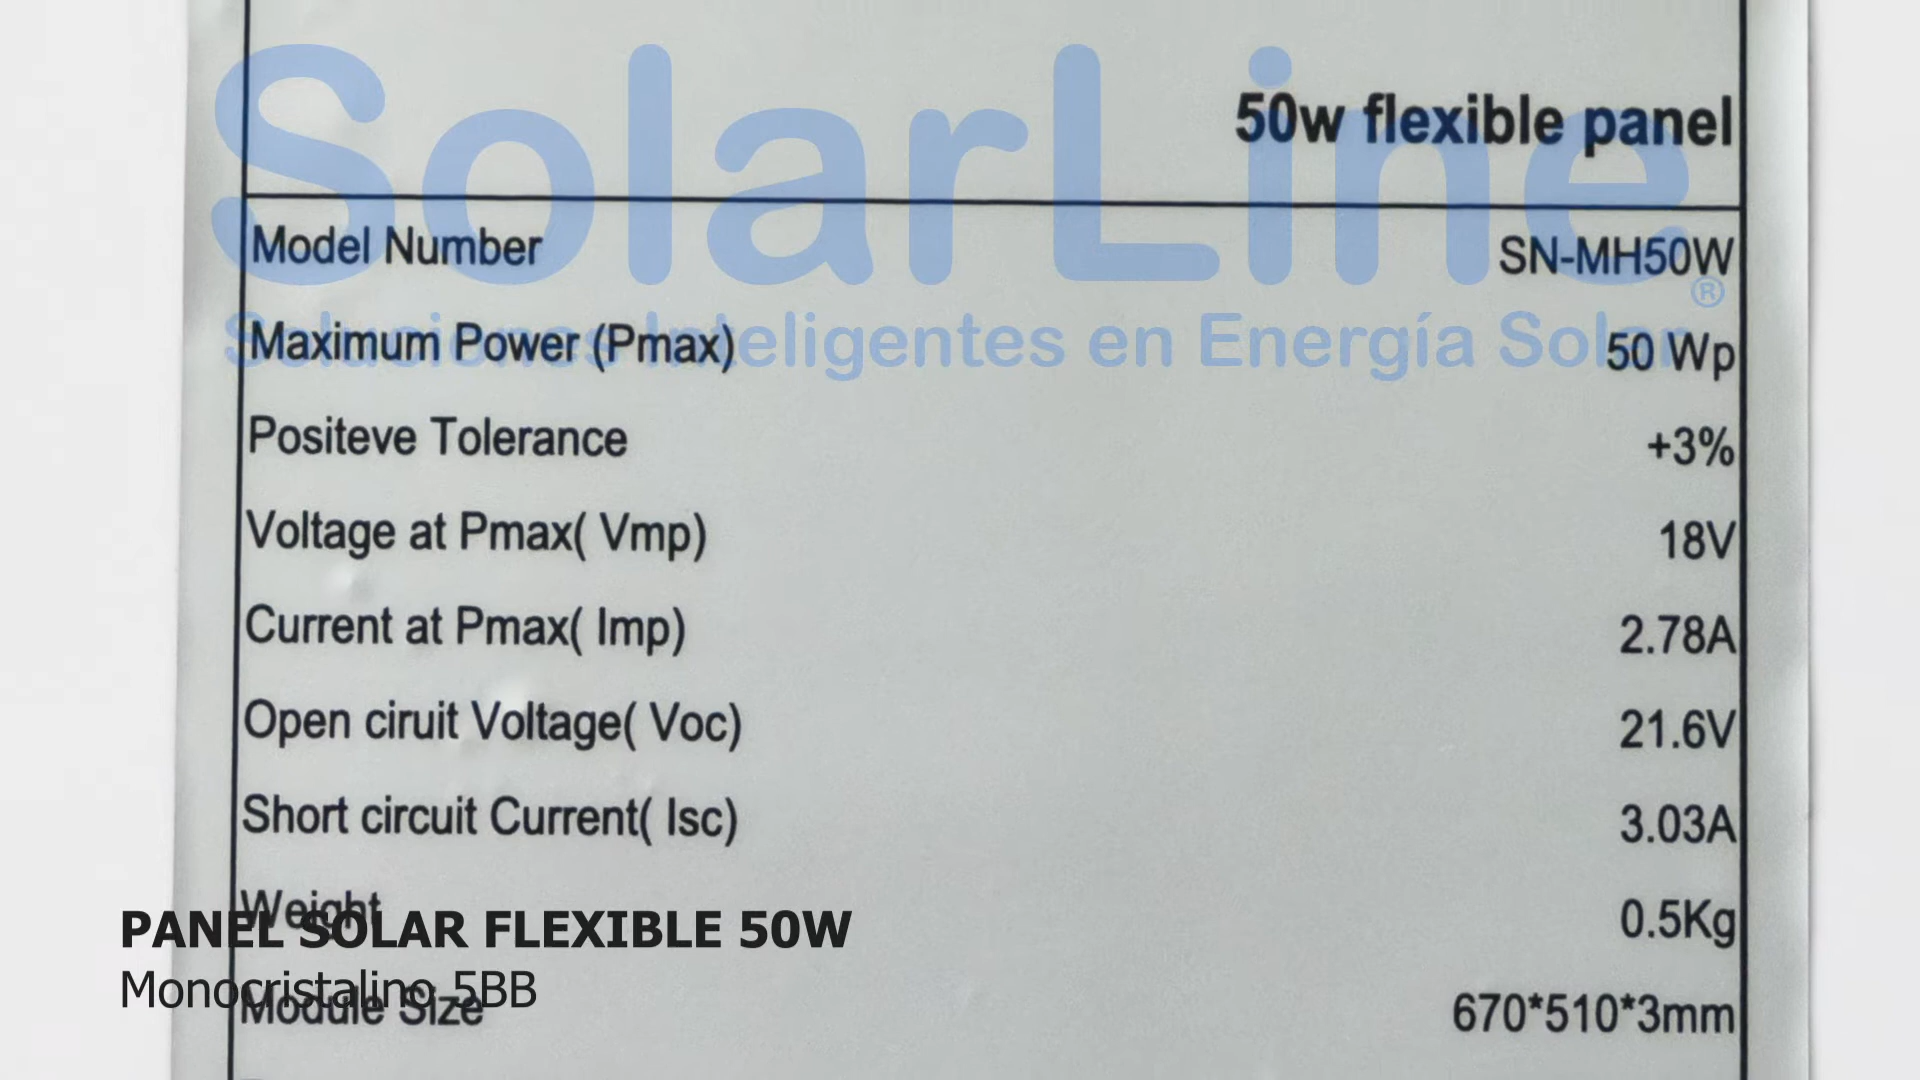 SolarLine®
Soluciones Inteligentes en Energía Solar
50w flexible panel
Model Number SN-MH50W
Maximum Power (Pmax) 50 Wp
Positeve Tolerance +3%
Voltage at Pmax( Vmp) 18V
Current at Pmax( Imp) 2.78A
Open ciruit Voltage( Voc) 21.6V
Short circuit Current( Isc) 3.03A
Weight 0.5Kg
PANEL SOLAR FLEXIBLE 50W
Monocristalino 5BB
Module Size 670*510*3mm